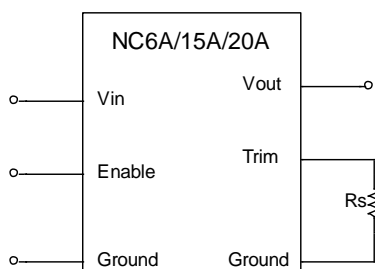 NC6A/15A/20A
Vin
Vout
Enable
Trim
Rs
Ground
Ground